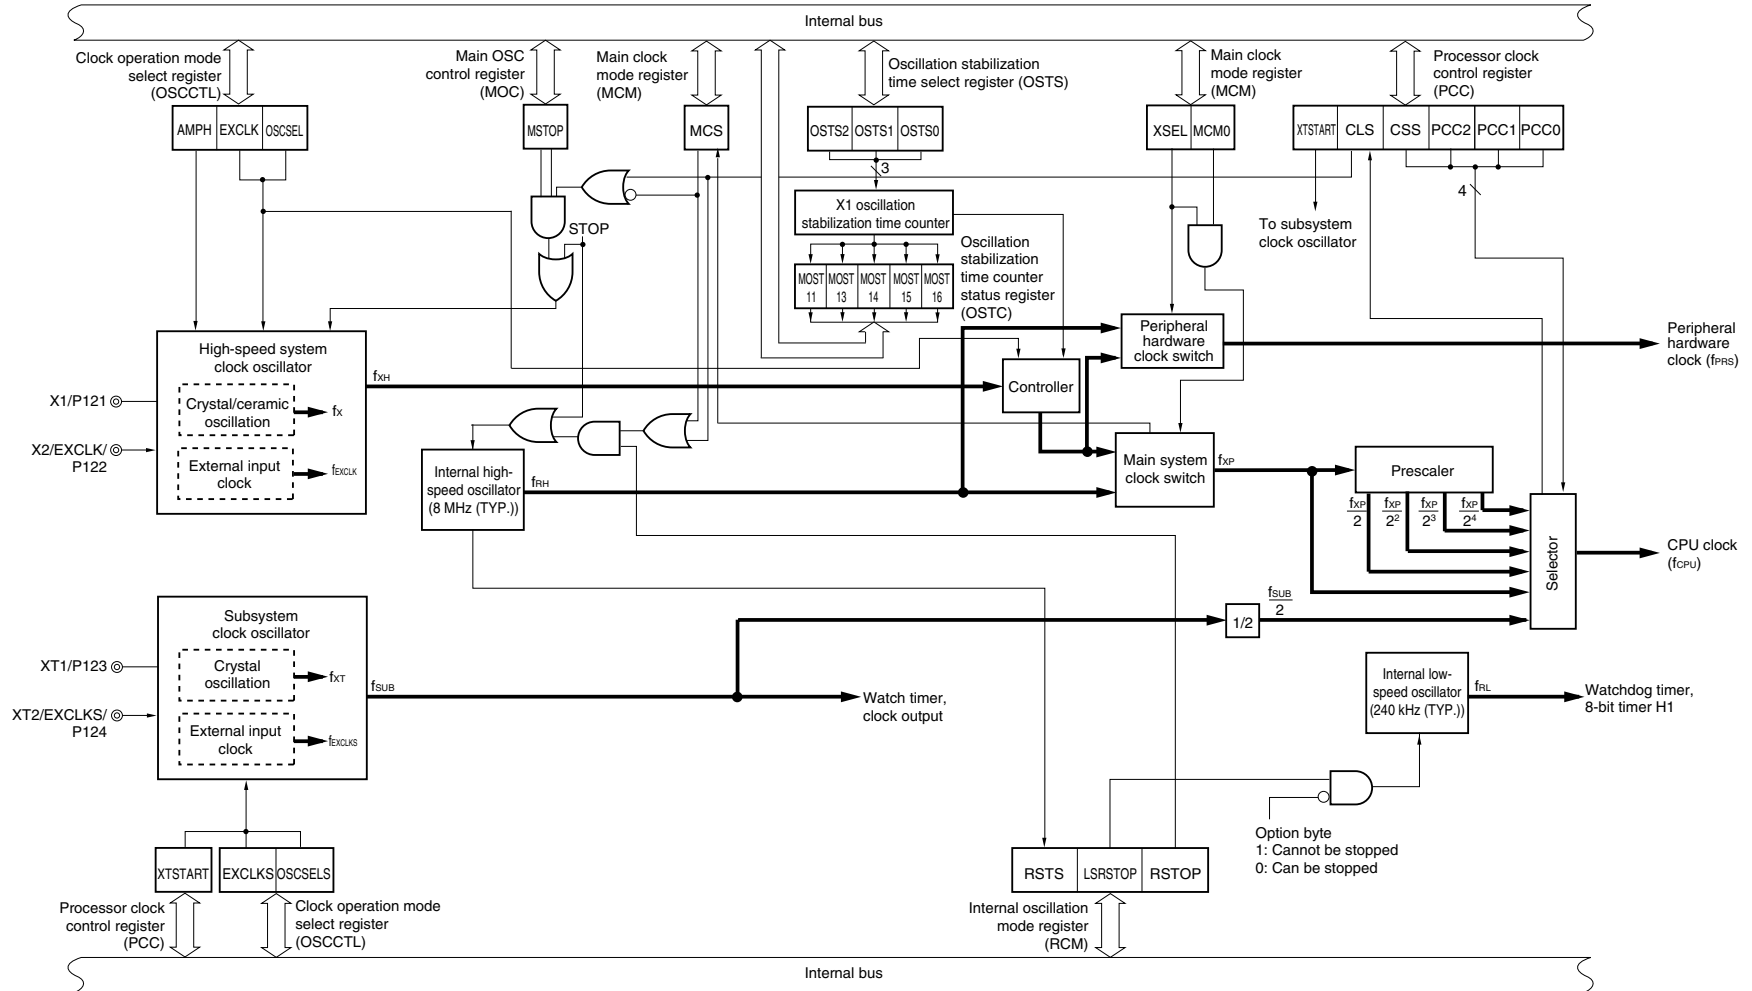 Internal bus
Clock operation mode
select register
(OSCCTL)
Main OSC
control register
(MOC)
Main clock
mode register
(MCM)
Oscillation stabilization
time select register (OSTS)
Main clock
mode register
(MCM)
Processor clock
control register
(PCC)
AMPH EXCLK OSCSEL
MSTOP
MCS
OSTS2 OSTS1 OSTS0
XSEL MCM0
XTSTART CLS CSS PCC2 PCC1 PCC0
3
4
X1 oscillation
stabilization time counter
To subsystem
clock oscillator
STOP
Oscillation
stabilization
time counter
status register
(OSTC)
MOST MOST MOST MOST MOST
11 13 14 15 16
High-speed system
clock oscillator
Crystal/ceramic
oscillation
fX
External input
clock
fEXCLK
X1/P121
X2/EXCLK/
P122
fXH
Controller
Peripheral
hardware
clock switch
Peripheral
hardware
clock (fPRS)
Internal high-
speed oscillator
(8 MHz (TYP.))
fRH
Main system
clock switch
fXP
Prescaler
fXP fXP fXP fXP
2 2² 2³ 2⁴
Selector
CPU clock
(fCPU)
Subsystem
clock oscillator
Crystal
oscillation
fXT
External input
clock
fEXCLKS
XT1/P123
XT2/EXCLKS/
P124
fSUB
1/2
fSUB
2
Watch timer,
clock output
Internal low-
speed oscillator
(240 kHz (TYP.))
fRL
Watchdog timer,
8-bit timer H1
Option byte
1: Cannot be stopped
0: Can be stopped
XTSTART
EXCLKS OSCSELS
RSTS LSRSTOP RSTOP
Processor clock
control register
(PCC)
Clock operation mode
select register
(OSCCTL)
Internal oscillation
mode register
(RCM)
Internal bus